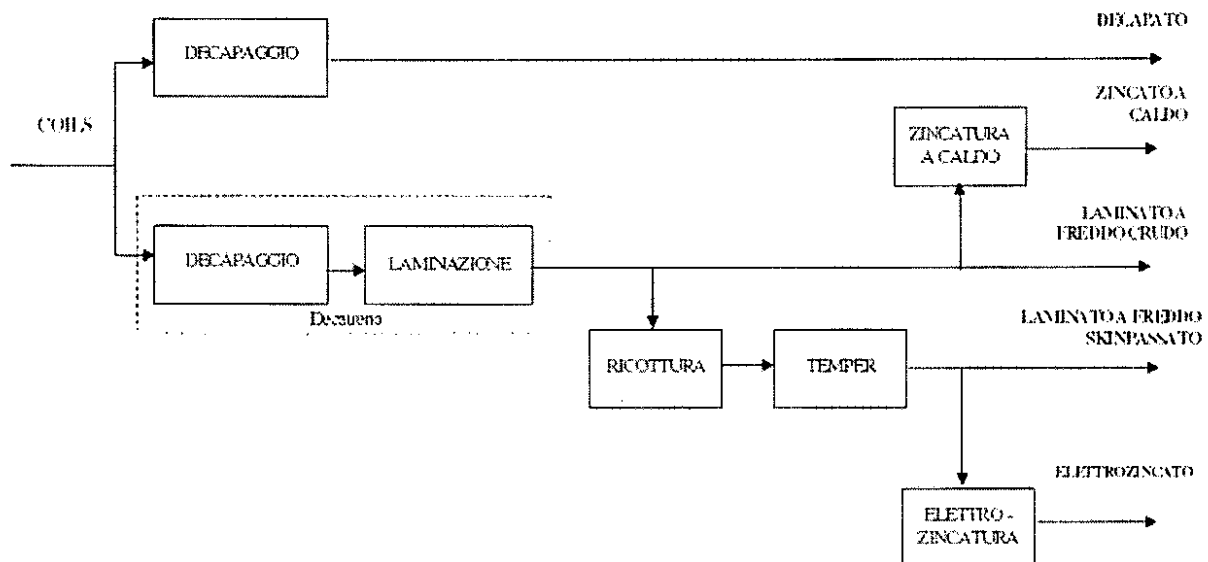 DECAPATO
DECAPAGGIO
ZINCATO A
CALDO
COILS
ZINCATURA
A CALDO
LAMINATO A
FREDDO CRUDO
DECAPAGGIO
LAMINAZIONE
LAMINATO A FREDDO
SKINPASSATO
RICOTTURA
TEMPER
ELETTROZINCATO
ELETTRO -
ZINCATURA